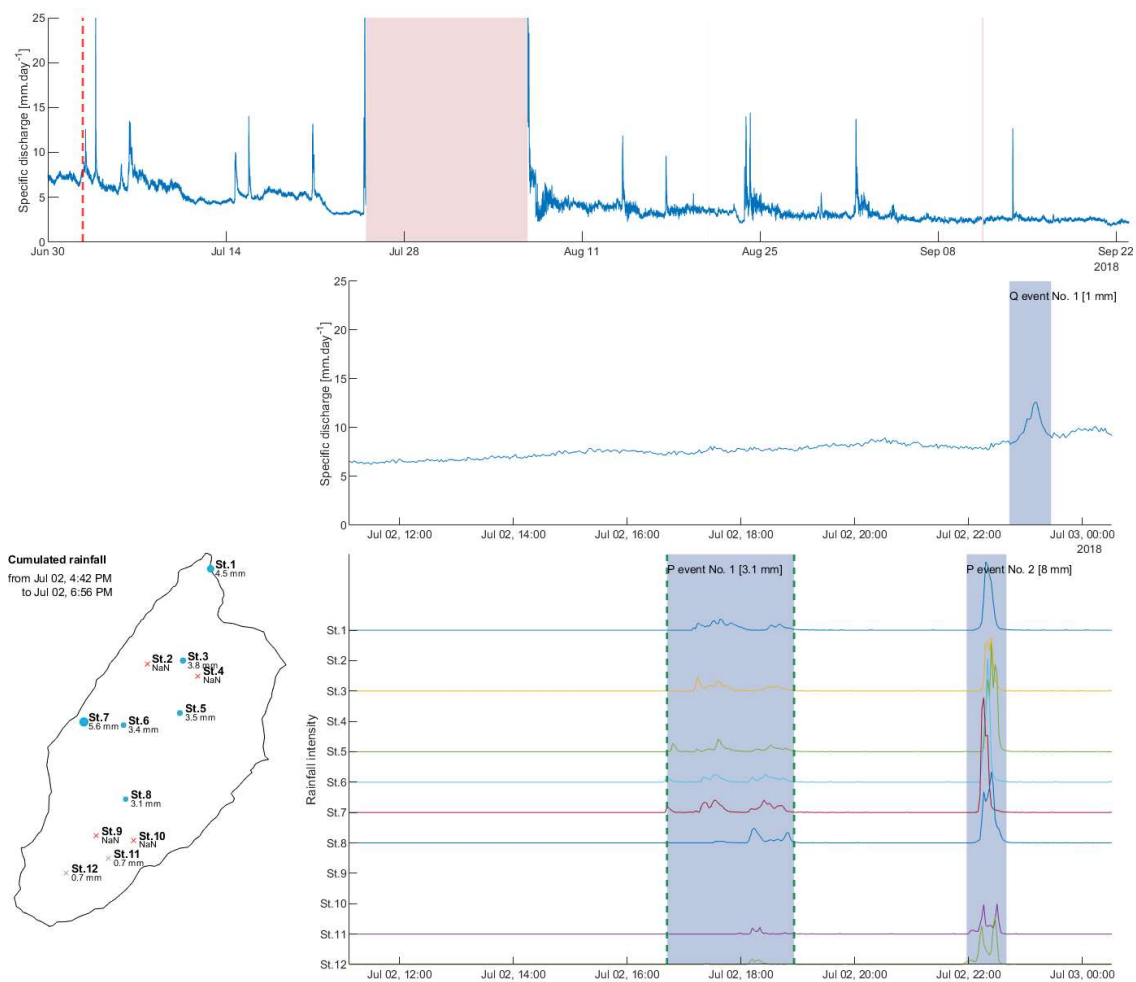 25
20
15
10
5
0
Specific discharge [mm.day⁻¹]
Jun 30
Jul 14
Jul 28
Aug 11
Aug 25
Sep 08
Sep 22
2018
25
20
15
10
5
0
Specific discharge [mm.day⁻¹]
Q event No. 1 [1 mm]
Jul 02, 12:00
Jul 02, 14:00
Jul 02, 16:00
Jul 02, 18:00
Jul 02, 20:00
Jul 02, 22:00
Jul 03, 00:00
2018
Cumulated rainfall
from Jul 02, 4:42 PM
to Jul 02, 6:56 PM
St.1
4.5 mm
St.2
NaN
St.3
3.8 mm
St.4
NaN
St.5
3.5 mm
St.7
5.6 mm
St.6
3.4 mm
St.8
3.1 mm
St.9
NaN
St.10
NaN
St.11
0.7 mm
St.12
0.7 mm
P event No. 1 [3.1 mm]
P event No. 2 [8 mm]
Rainfall intensity
St.1
St.2
St.3
St.4
St.5
St.6
St.7
St.8
St.9
St.10
St.11
St.12
Jul 02, 12:00
Jul 02, 14:00
Jul 02, 16:00
Jul 02, 18:00
Jul 02, 20:00
Jul 02, 22:00
Jul 03, 00:00